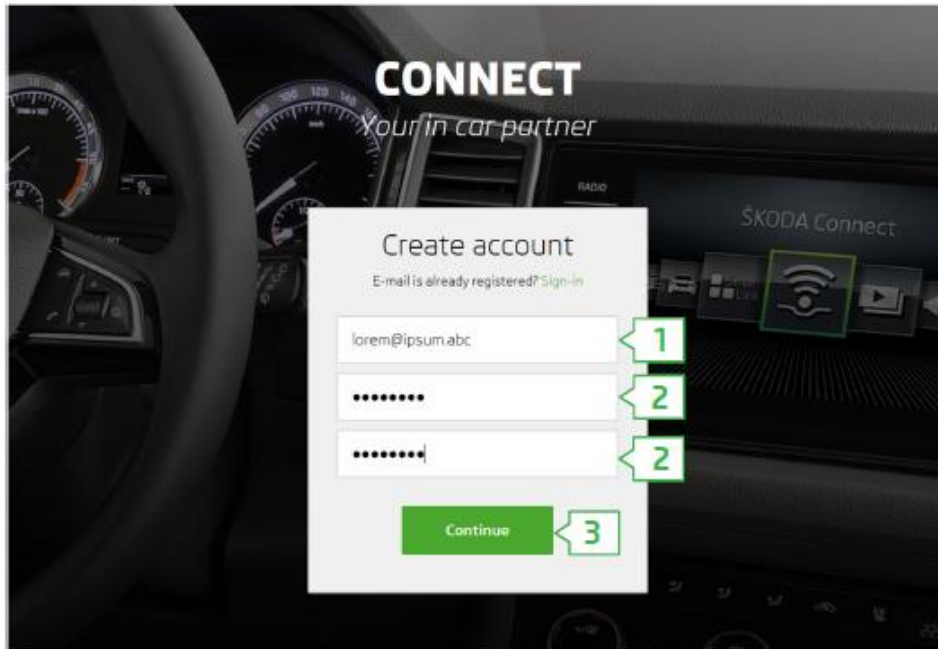 CONNECT
Your in car partner
RADIO
ŠKODA Connect
Create account
E-mail is already registered? Sign-in
lorem@ipsum.abc
1
••••••••
2
••••••••
2
Continue
3